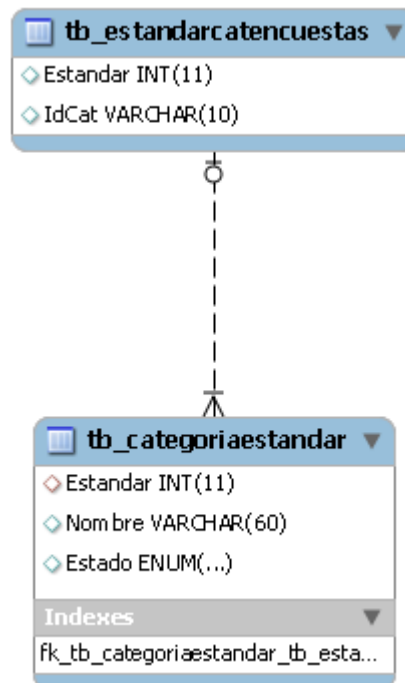 tb_estandarcatencuestas
Estandar INT(11)
IdCat VARCHAR(10)
tb_categoriaestandar
Estandar INT(11)
Nombre VARCHAR(60)
Estado ENUM(...)
Indexes
fk_tb_categoriaestandar_tb_esta...